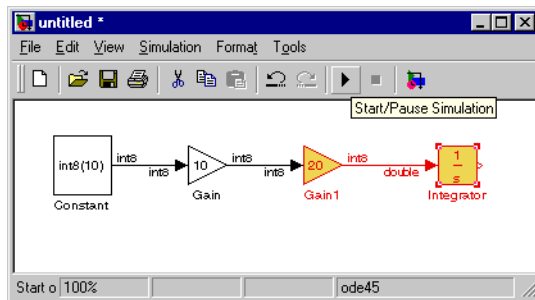 untitled *
File Edit View Simulation Format Tools
Start/Pause Simulation
int8(10) int8 int8 10 int8 int8 20 int8 double 1
s
Constant Gain Gain1 Integrator
Start o 100% ode45